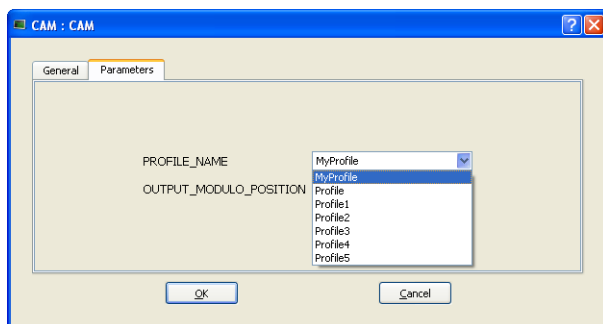 CAM : CAM
General Parameters
PROFILE_NAME MyProfile
MyProfile
OUTPUT_MODULO_POSITION Profile
Profile1
Profile2
Profile3
Profile4
Profile5
OK Cancel